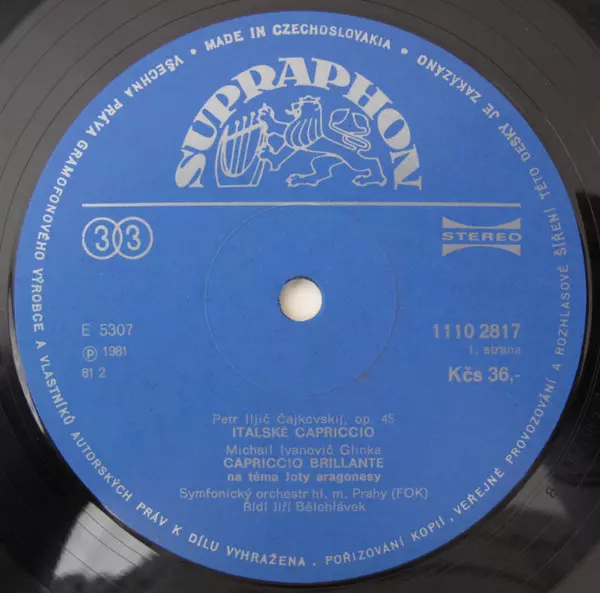 VŠECHNA PRÁVA GRAMOFONOVÉHO VÝROBCE A VLASTNÍKŮ AUTORSKÝCH PRÁV K DÍLU VYHRAŽENA. POŘIZOVÁNÍ KOPIÍ, VEŘEJNÉ PROVOZOVÁNÍ A ROZHLASOVÉ ŠÍŘENÍ TÉTO DESKY JE ZAKÁZÁNO • MADE IN CZECHOSLOVAKIA •
SUPRAPHON
33
STEREO
E 5307
1110 2817
Ⓟ 1981
1. strana
81 2
Kčs 36,-
Petr Iljič Čajkovskij, op. 45
ITALSKÉ CAPRICCIO
Michail Ivanovič Glinka
CAPRICCIO BRILLANTE
na téma Joty aragonesy
Symfonický orchestr hl. m. Prahy (FOK)
Řídí Jiří Bělohlávek